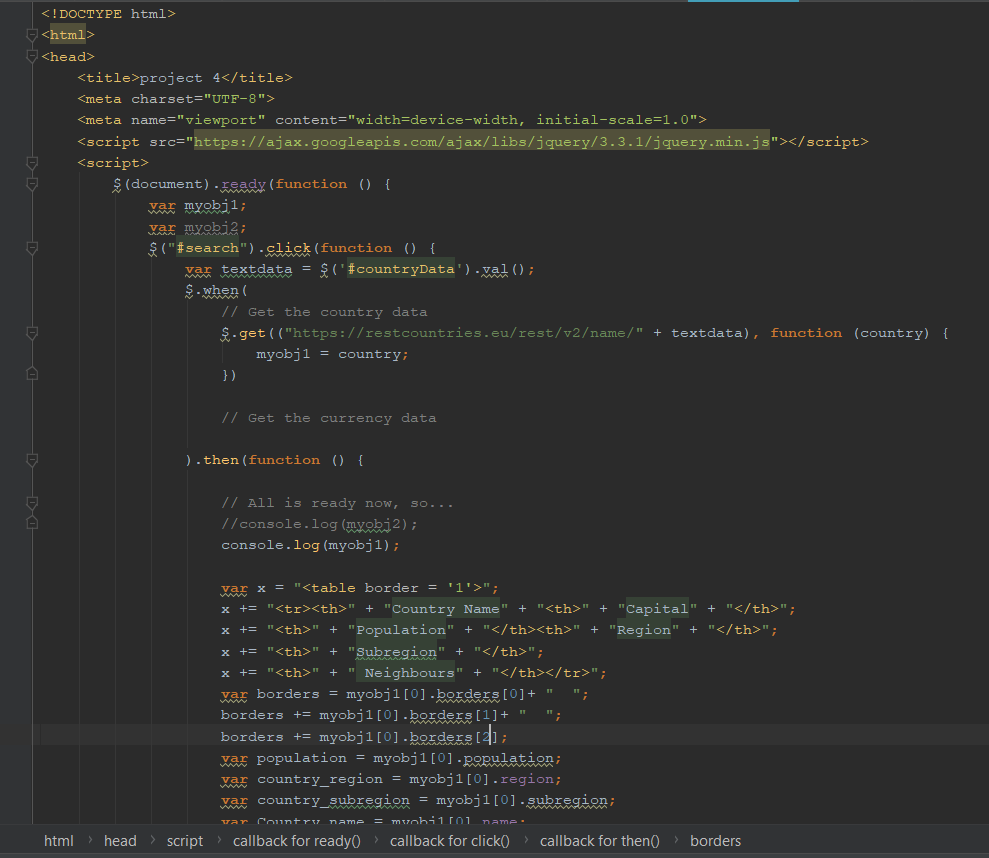 <!DOCTYPE html>
<html>
<head>
    <title>project 4</title>
    <meta charset="UTF-8">
    <meta name="viewport" content="width=device-width, initial-scale=1.0">
    <script src="https://ajax.googleapis.com/ajax/libs/jquery/3.3.1/jquery.min.js"></script>
    <script>
        $(document).ready(function () {
            var myobj1;
            var myobj2;
            $("#search").click(function () {
                var textdata = $('#countryData').val();
                $.when(
                    // Get the country data
                    $.get(("https://restcountries.eu/rest/v2/name/" + textdata), function (country) {
                        myobj1 = country;
                    })

                    // Get the currency data

                ).then(function () {

                    // All is ready now, so...
                    //console.log(myobj2);
                    console.log(myobj1);

                    var x = "<table border = '1'>";
                    x += "<tr><th>" + "Country Name" + "<th>" + "Capital" + "</th>";
                    x += "<th>" + "Population" + "</th><th>" + "Region" + "</th>";
                    x += "<th>" + "Subregion" + "</th>";
                    x += "<th>" + " Neighbours" + "</th></tr>";
                    var borders = myobj1[0].borders[0]+ "  ";
                    borders += myobj1[0].borders[1]+ "  ";
                    borders += myobj1[0].borders[2];
                    var population = myobj1[0].population;
                    var country_region = myobj1[0].region;
                    var country_subregion = myobj1[0].subregion;
                    var Country_name = myobj1[0].name;
html > head > script > callback for ready() > callback for click() > callback for then() > borders